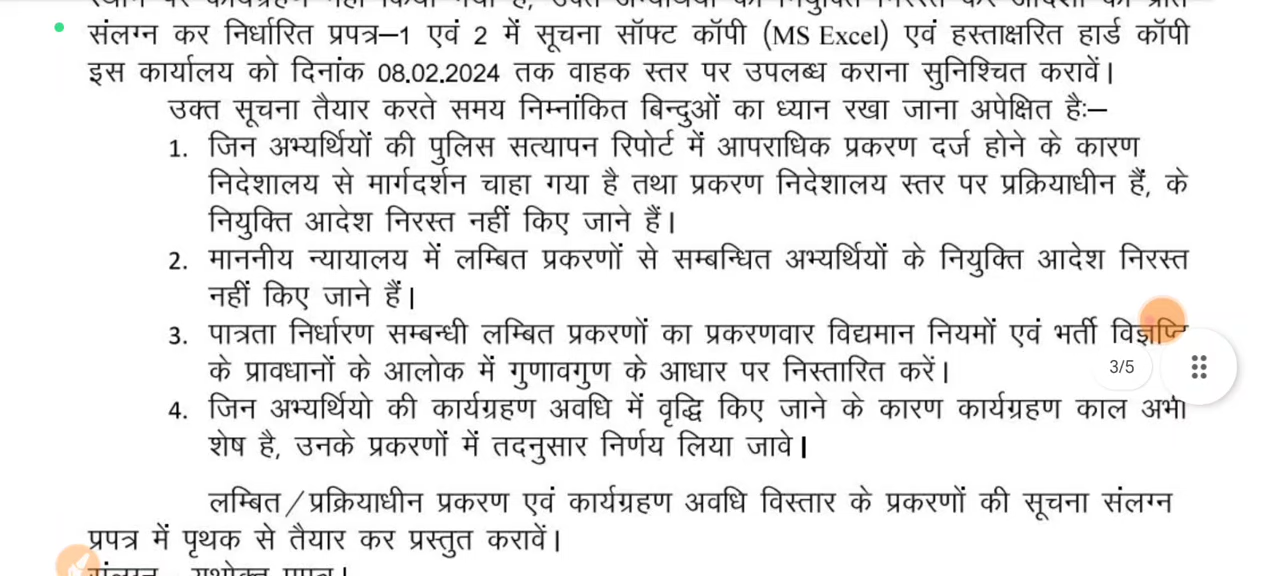 संलग्न कर निर्धारित प्रपत्र–1 एवं 2 में सूचना सॉफ्ट कॉपी (MS Excel) एवं हस्ताक्षरित हार्ड कॉपी
इस कार्यालय को दिनांक 08.02.2024 तक वाहक स्तर पर उपलब्ध कराना सुनिश्चित करावें।
उक्त सूचना तैयार करते समय निम्नांकित बिन्दुओं का ध्यान रखा जाना अपेक्षित हैः–
1. जिन अभ्यर्थियों की पुलिस सत्यापन रिपोर्ट में आपराधिक प्रकरण दर्ज होने के कारण
निदेशालय से मार्गदर्शन चाहा गया है तथा प्रकरण निदेशालय स्तर पर प्रक्रियाधीन हैं, के
नियुक्ति आदेश निरस्त नहीं किए जाने हैं।
2. माननीय न्यायालय में लम्बित प्रकरणों से सम्बन्धित अभ्यर्थियों के नियुक्ति आदेश निरस्त
नहीं किए जाने हैं।
3. पात्रता निर्धारण सम्बन्धी लम्बित प्रकरणों का प्रकरणवार विद्यमान नियमों एवं भर्ती विज्ञप्ति
के प्रावधानों के आलोक में गुणावगुण के आधार पर निस्तारित करें।
3/5
4. जिन अभ्यर्थियो की कार्यग्रहण अवधि में वृद्धि किए जाने के कारण कार्यग्रहण काल अभी
शेष है, उनके प्रकरणों में तदनुसार निर्णय लिया जावे।
लम्बित/प्रक्रियाधीन प्रकरण एवं कार्यग्रहण अवधि विस्तार के प्रकरणों की सूचना संलग्न
प्रपत्र में पृथक से तैयार कर प्रस्तुत करावें।